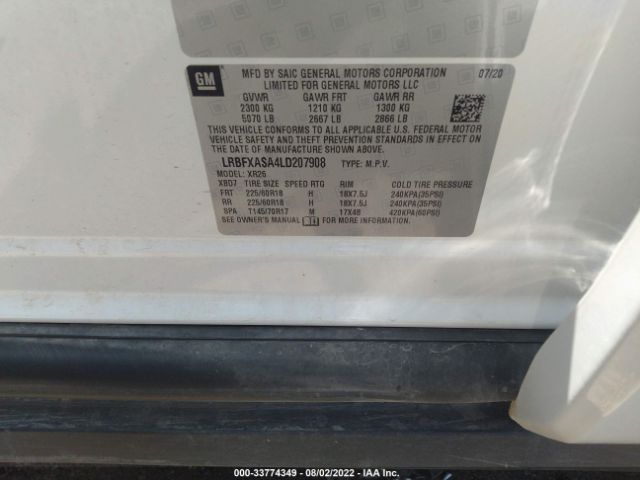 GM
MFD BY SAIC GENERAL MOTORS CORPORATION 07/20
LIMITED FOR GENERAL MOTORS LLC
GVWR GAWR FRT GAWR RR
2300 KG 1210 KG 1300 KG
5070 LB 2667 LB 2866 LB
THIS VEHICLE CONFORMS TO ALL APPLICABLE U.S. FEDERAL MOTOR
VEHICLE SAFETY AND THEFT PREVENTION STANDARDS IN EFFECT
ON THE DATE OF MANUFACTURE SHOWN ABOVE.
LRBFXASA4LD207908 TYPE: M.P.V.
MODEL: XR26
XBD7 TIRE SIZE SPEED RTG RIM COLD TIRE PRESSURE
FRT 225/60R18 H 18X7.5J 240KPA(35PSI)
RR 225/60R18 H 18X7.5J 240KPA(35PSI)
SPA T145/70R17 M 17X4B 420KPA(60PSI)
SEE OWNER'S MANUAL FOR MORE INFORMATION.
000-33774349 - 08/02/2022 - IAA Inc.